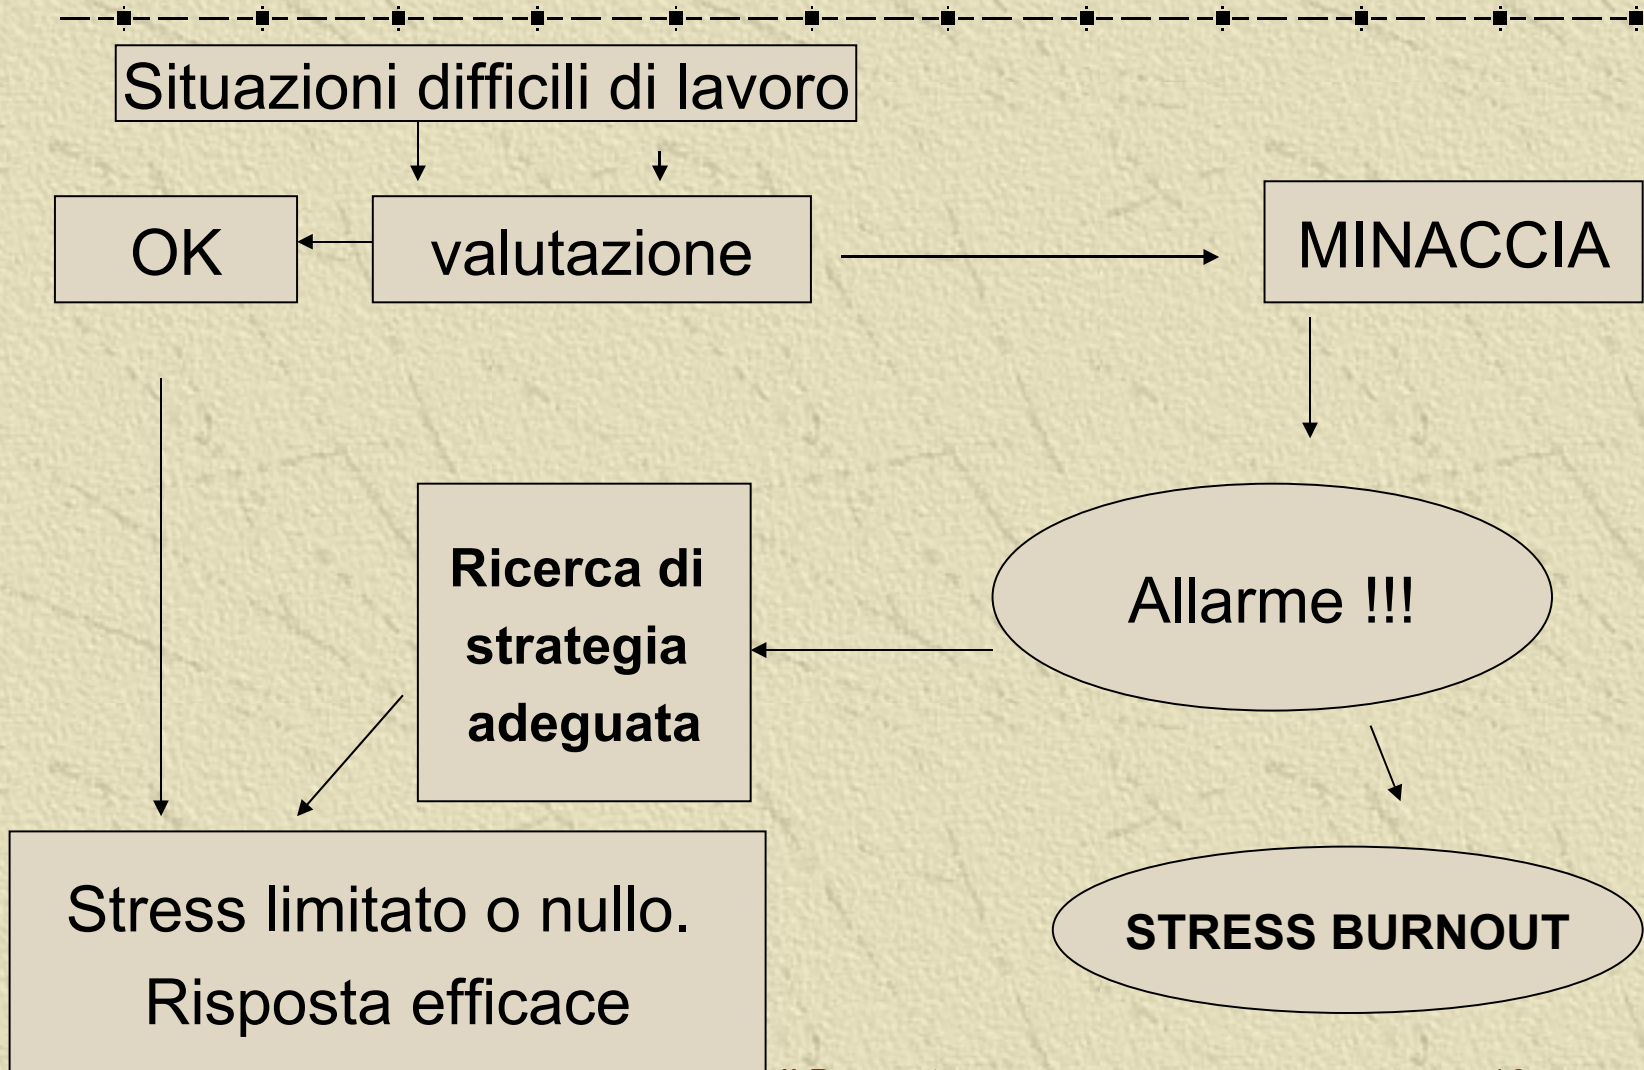 Situazioni difficili di lavoro
OK
valutazione
MINACCIA
Ricerca di
strategia
adeguata
Allarme !!!
Stress limitato o nullo.
Risposta efficace
STRESS BURNOUT